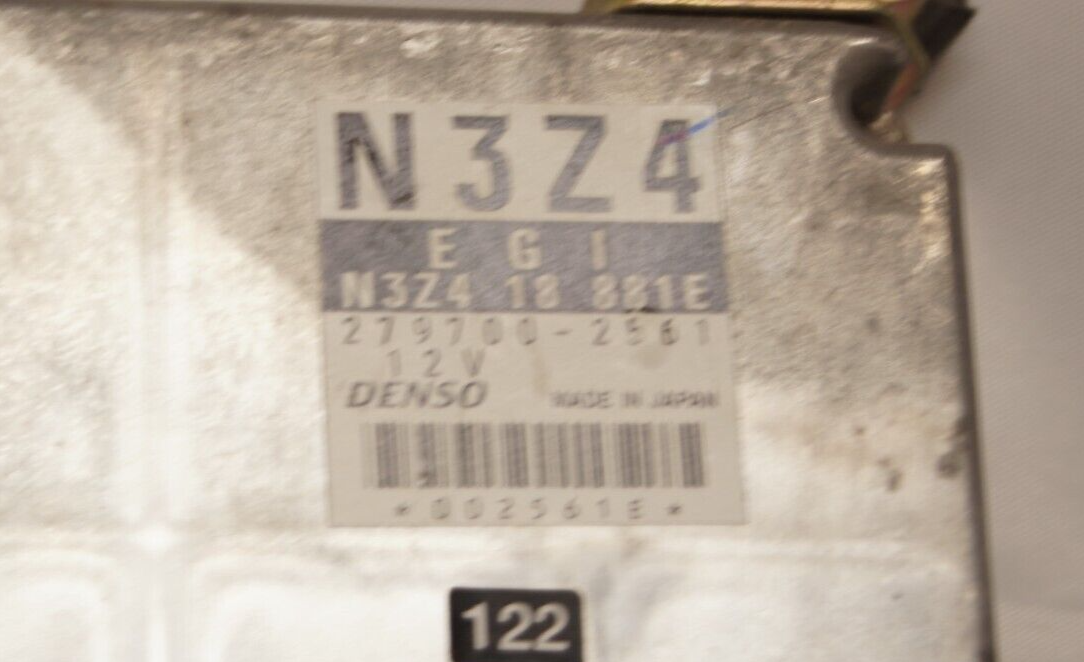 N3Z4
E G I
N3Z4 18 881E
279700-2561
12V
DENSO MADE IN JAPAN
*002561E*
122